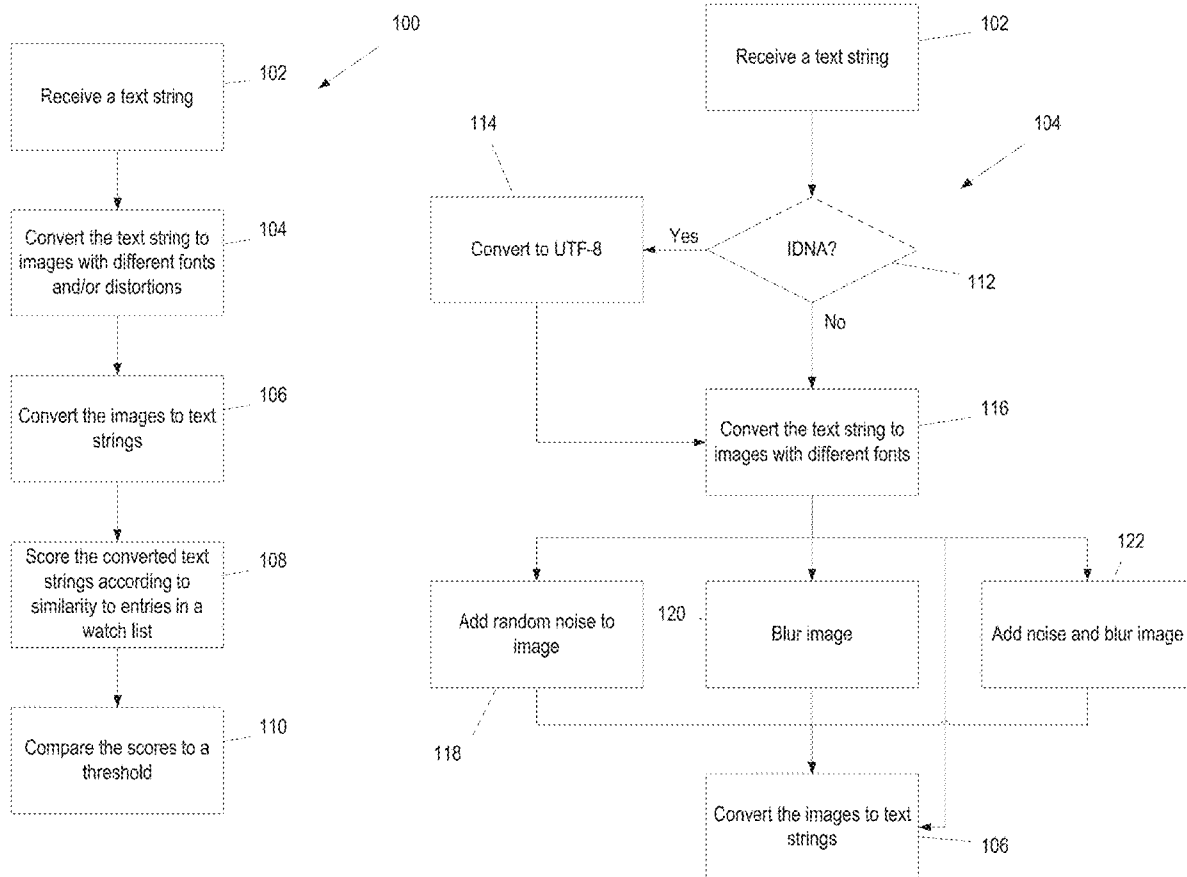 100
102
Receive a text string
104
Convert the text string to
images with different fonts
and/or distortions
106
Convert the images to text
strings
108
Score the converted text
strings according to
similarity to entries in a
watch list
110
Compare the scores to a
threshold
102
Receive a text string
104
114
Convert to UTF-8
Yes
IDNA?
112
No
116
Convert the text string to
images with different fonts
122
Add random noise to
image
118
120
Blur image
Add noise and blur image
Convert the images to text
strings
106